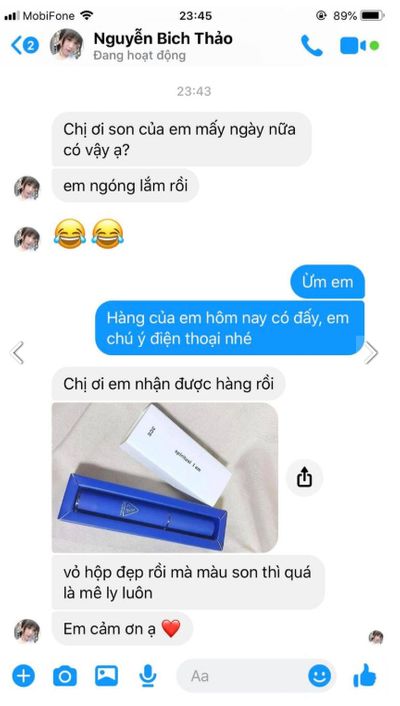 MobiFone 23:45 89%
2 Nguyễn Bich Thảo
Đang hoạt động
23:43
Chị ơi son của em mấy ngày nữa
có vậy ạ?
em ngóng lắm rồi
Ừm em
Hàng của em hôm nay có đấy, em
chú ý điện thoại nhé
Chị ơi em nhận được hàng rồi
vỏ hộp đẹp rồi mà màu son thì quá
là mê ly luôn
Em cảm ơn ạ
Aa